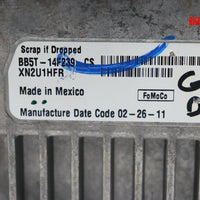 Scrap if Dropped
BB5T-14F239-CS
XN2U1HFR
Made in Mexico
FoMoCo
Manufacture Date Code 02-26-11